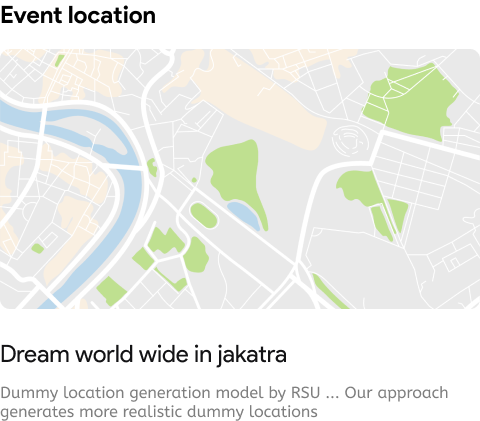 Event location
Dream world wide in jakatra
Dummy location generation model by RSU ... Our approach
generates more realistic dummy locations